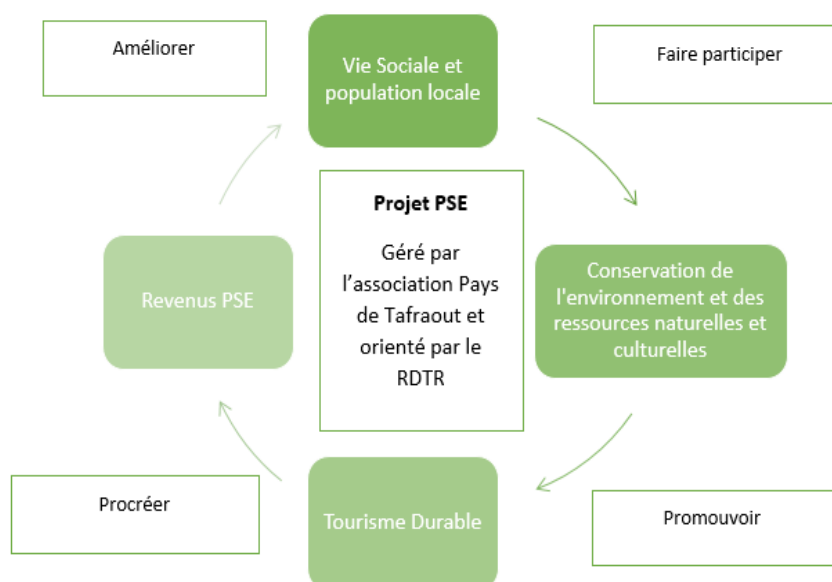 Améliorer
Vie Sociale et
population locale
Faire participer
Projet PSE
Géré par
l'association Pays
de Tafraout et
orienté par le
RDTR
Revenus PSE
Conservation de
l'environnement et des
ressources naturelles et
culturelles
Procréer
Tourisme Durable
Promouvoir